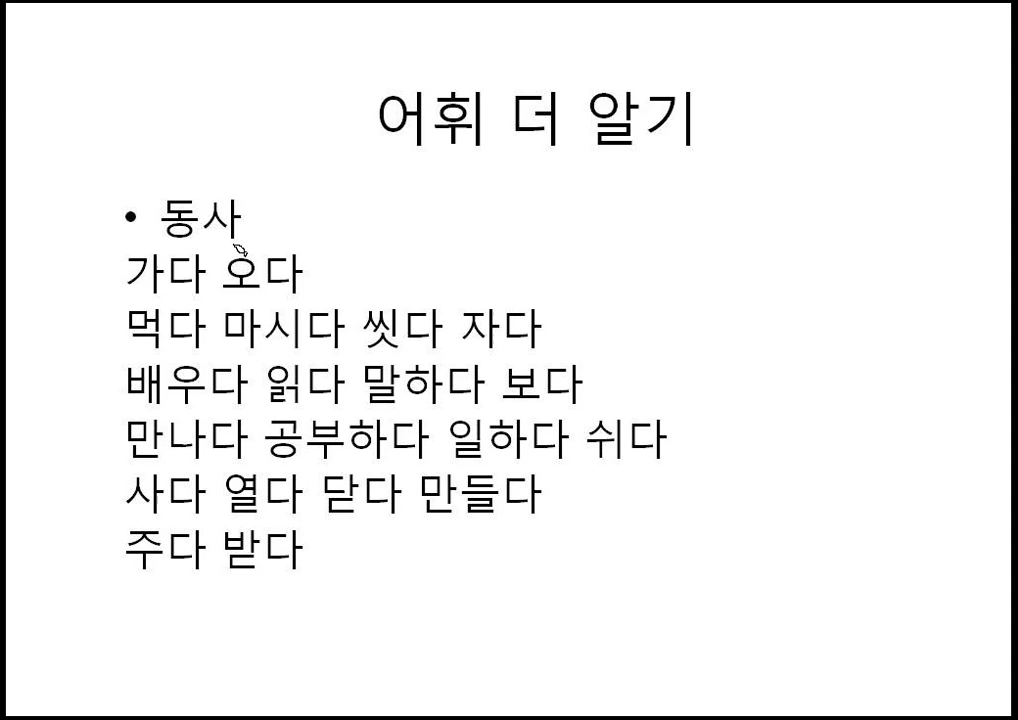 어휘 더 알기
• 동사
가다 오다
먹다 마시다 씻다 자다
배우다 읽다 말하다 보다
만나다 공부하다 일하다 쉬다
사다 열다 닫다 만들다
주다 받다